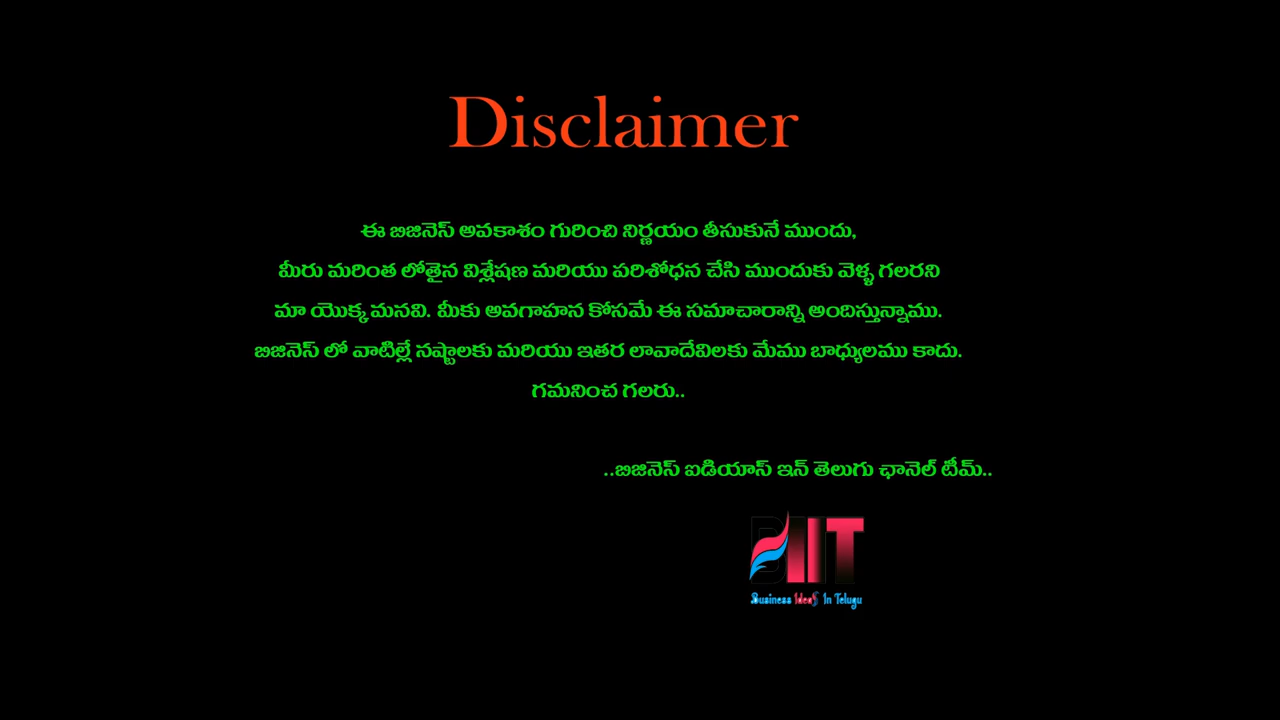 Disclaimer
ఈ బిజినెస్ అవకాశం గురించి నిర్ణయం తీసుకునే ముందు,
మీరు మరింత లోతైన విశ్లేషణ మరియు పరిశోధన చేసి ముందుకు వెళ్ళ గలరని
మా యొక్క మనవి. మీకు అవగాహన కోసమే ఈ సమాచారాన్ని అందిస్తున్నాము.
బిజినెస్ లో వాటిల్లే నష్టాలకు మరియు ఇతర లావాదేవిలకు మేము బాధ్యులము కాదు.
గమనించ గలరు..
..బిజినెస్ ఐడియాస్ ఇన్ తెలుగు ఛానెల్ టీమ్..
BIIT
Business IdeaS In Telugu